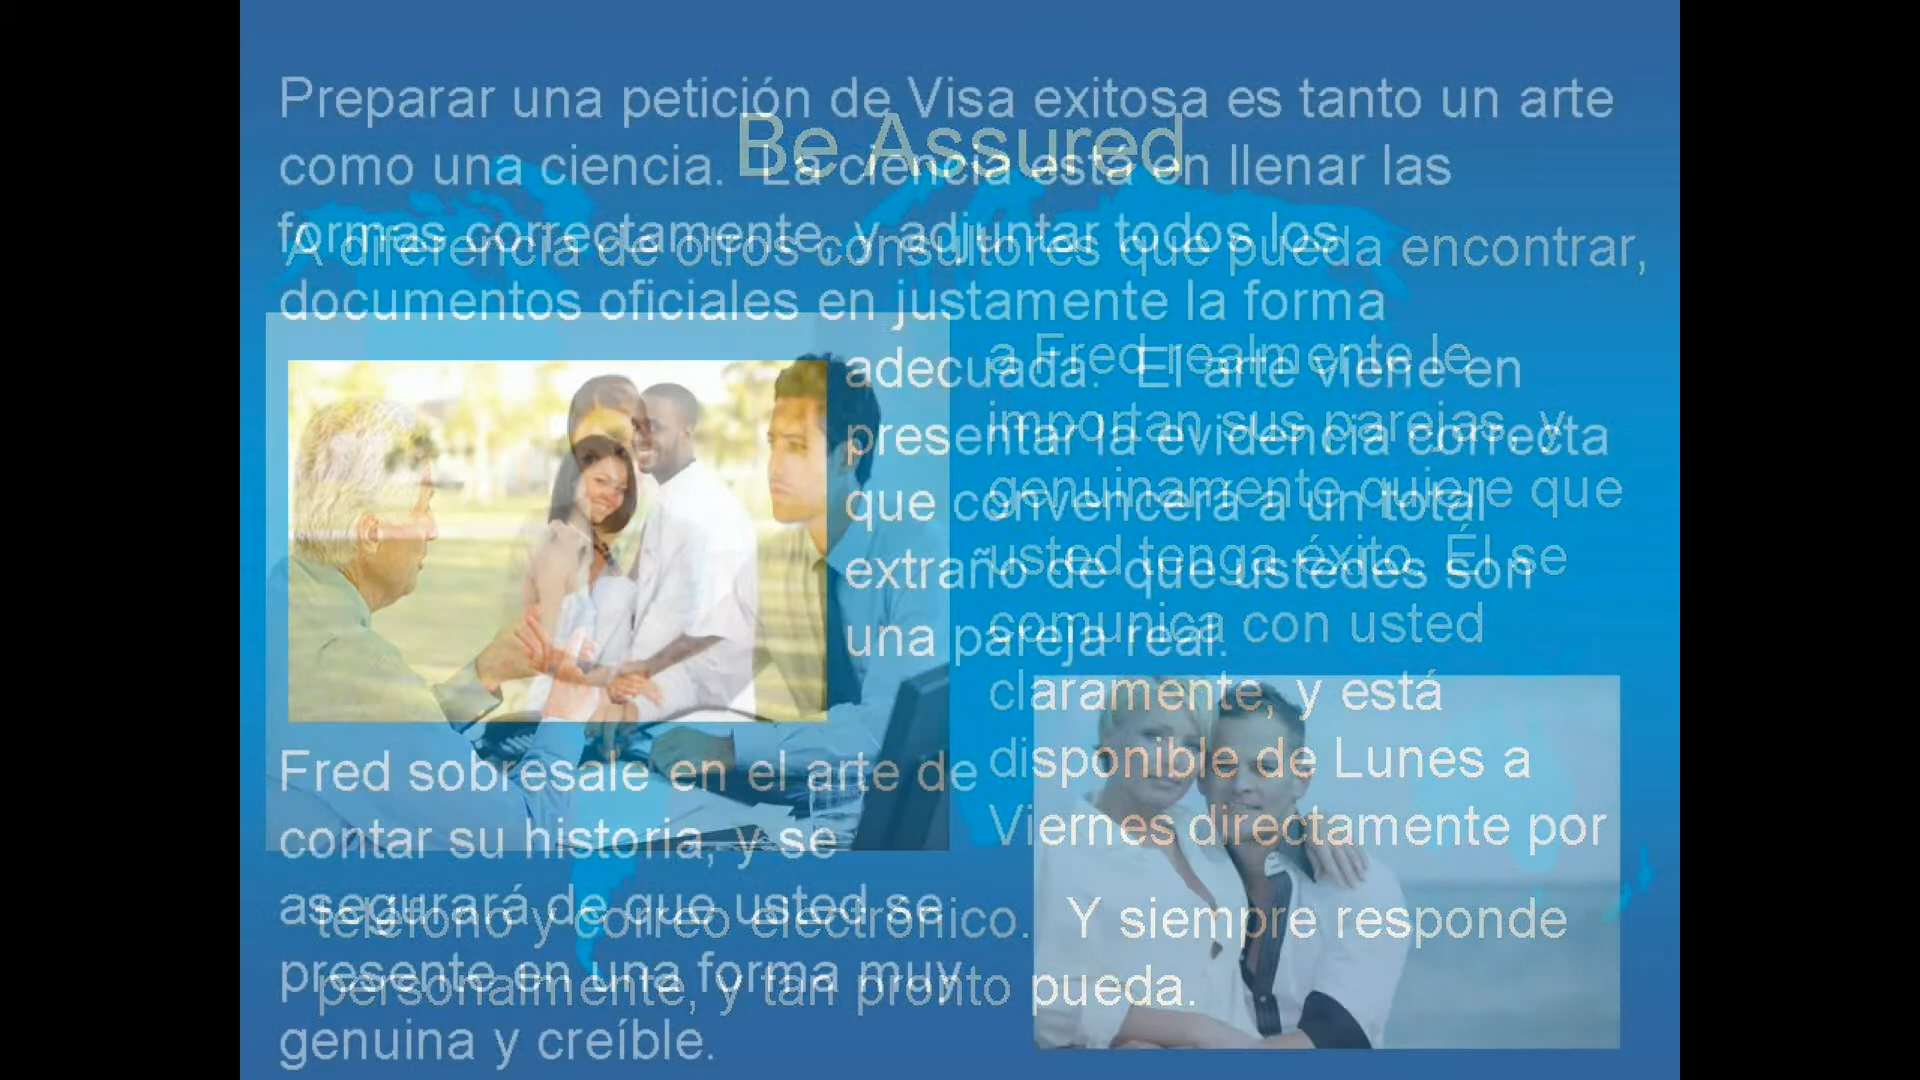 Preparar una petición de Visa exitosa es tanto un arte
como una ciencia. La ciencia está en llenar las
formas correctamente, y adjuntar todos los
documentos oficiales en justamente la forma
adecuada. El arte viene en
presentar la evidencia correcta
que convencerá a un total
extraño de que ustedes son
una pareja real.
Fred sobresale en el arte de
contar su historia, y se
asegurará de que usted se
presente en una forma muy
genuina y creíble.
Be Assured
A diferencia de otros consultores que pueda encontrar,
a Fred realmente le
importan sus parejas, y
genuinamente quiere que
usted tenga éxito. Él se
comunica con usted
claramente, y está
disponible de Lunes a
Viernes directamente por
teléfono y correo electrónico. Y siempre responde
personalmente, y tan pronto pueda.